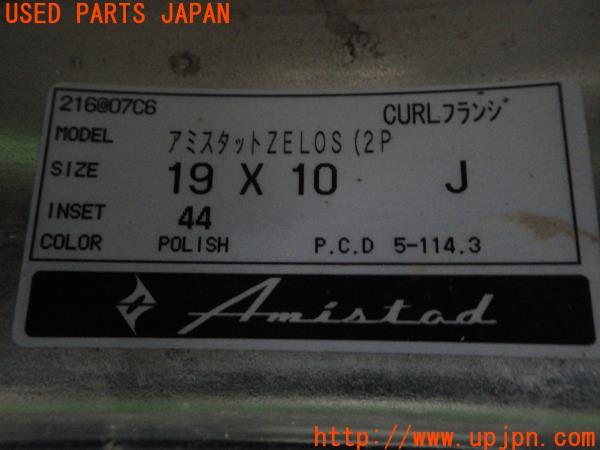 USED PARTS JAPAN
216@07C6
CURLフランジ
MODEL アミスタットZELOS(2P
SIZE 19 X 10 J
INSET 44
COLOR POLISH P.C.D 5-114.3
Amistad
(U) http://www.upjpn.com